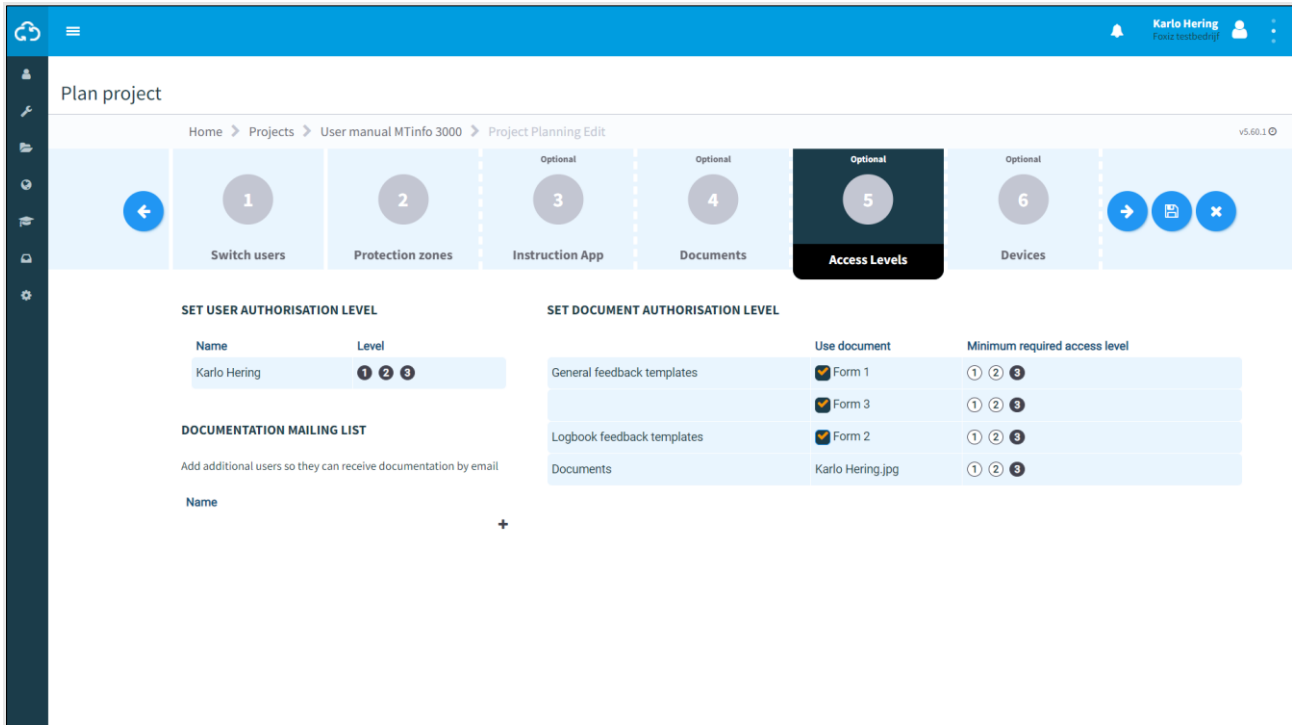 Karlo Hering
Foxiz testbedrijf
Plan project
Home Projects User manual MTinfo 3000 Project Planning Edit
v5.60.1
1
Switch users
2
Protection zones
Optional
3
Instruction App
Optional
4
Documents
Optional
5
Access Levels
Optional
6
Devices
SET USER AUTHORISATION LEVEL
Name Level
Karlo Hering 1 2 3
DOCUMENTATION MAILING LIST
Add additional users so they can receive documentation by email
Name
SET DOCUMENT AUTHORISATION LEVEL
Use document Minimum required access level
General feedback templates Form 1 1 2 3
Form 3 1 2 3
Logbook feedback templates Form 2 1 2 3
Documents Karlo Hering.jpg 1 2 3